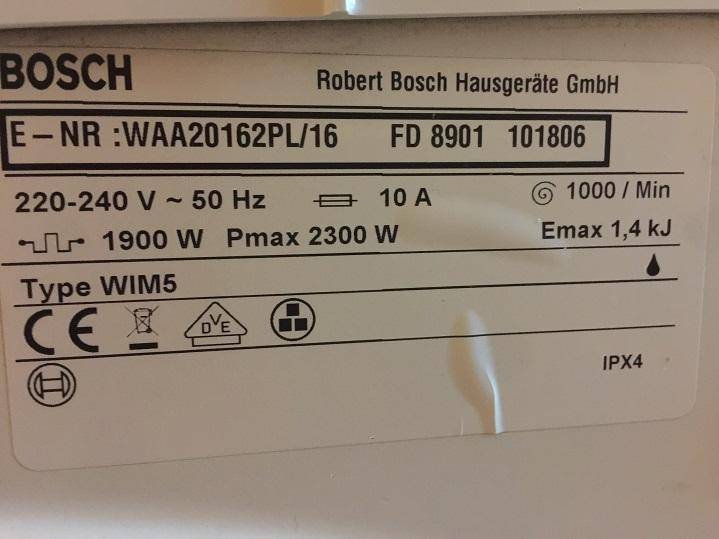 BOSCH Robert Bosch Hausgeräte GmbH
E-NR :WAA20162PL/16 FD 8901 101806
220-240 V ~ 50 Hz 10 A 1000 / Min
1900 W Pmax 2300 W Emax 1,4 kJ
Type WIM5
CE DVE
IPX4